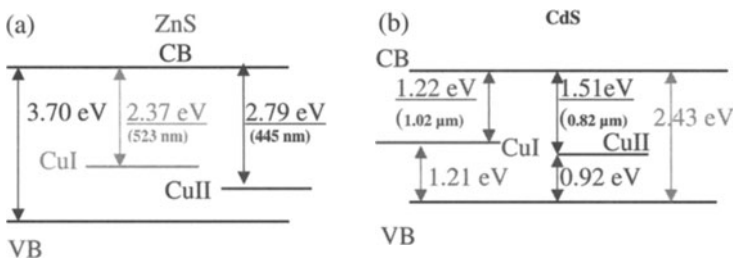 (a) ZnS
CB
3.70 eV
2.37 eV
(523 nm)
2.79 eV
(445 nm)
CuI
CuII
VB
(b) CdS
CB
1.22 eV
(1.02 μm)
1.51eV
(0.82 μm)
2.43 eV
CuI
CuII
1.21 eV
0.92 eV
VB